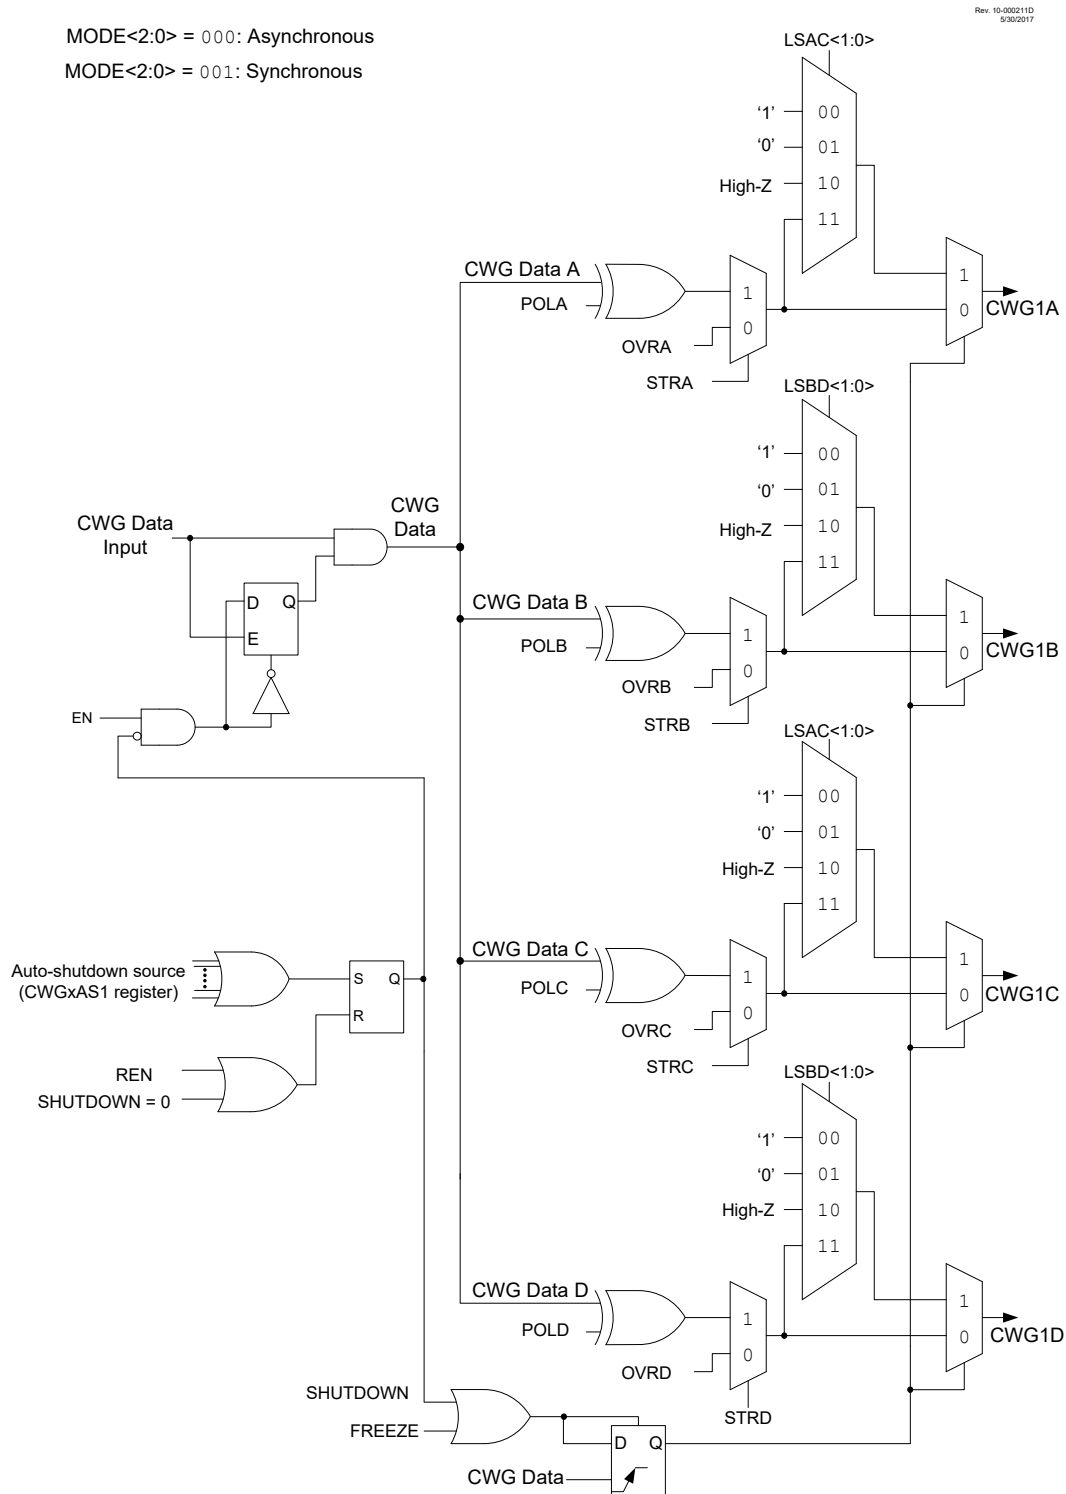 Rev. 10-000211D
5/30/2017
MODE<2:0> = 000: Asynchronous
MODE<2:0> = 001: Synchronous
LSAC<1:0>
‘1’
00
‘0’
01
High-Z
10
11
CWG Data A
POLA
1
0
OVRA
STRA
1
0
CWG1A
LSBD<1:0>
‘1’
00
‘0’
01
High-Z
10
11
CWG Data
Input
CWG
Data
D
Q
E
EN
CWG Data B
POLB
1
0
OVRB
STRB
1
0
CWG1B
LSAC<1:0>
‘1’
00
‘0’
01
High-Z
10
11
CWG Data C
POLC
1
0
OVRC
STRC
1
0
CWG1C
Auto-shutdown source
(CWGxAS1 register)
S
Q
R
REN
SHUTDOWN = 0
LSBD<1:0>
‘1’
00
‘0’
01
High-Z
10
11
CWG Data D
POLD
1
0
OVRD
STRD
1
0
CWG1D
SHUTDOWN
FREEZE
D
Q
CWG Data